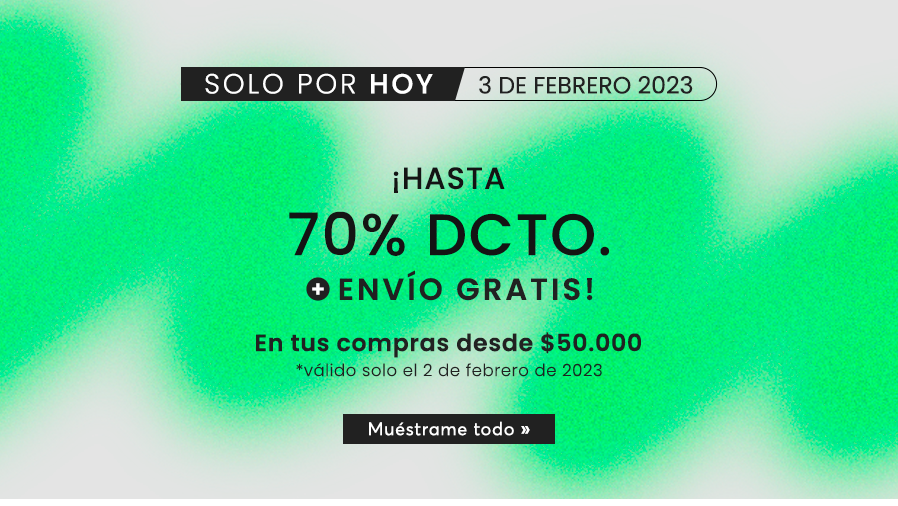 SOLO POR HOY 3 DE FEBRERO 2023
¡HASTA
70% DCTO.
+ ENVÍO GRATIS!
En tus compras desde $50.000
*válido solo el 2 de febrero de 2023
Muéstrame todo »